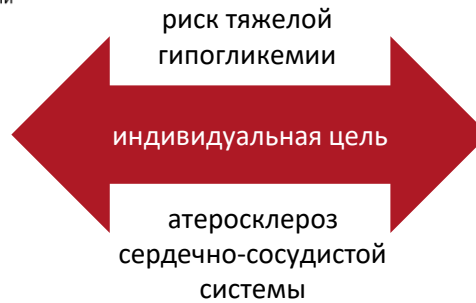 риск тяжелой
гипогликемии
индивидуальная цель
атеросклероз
сердечно-сосудистой
системы